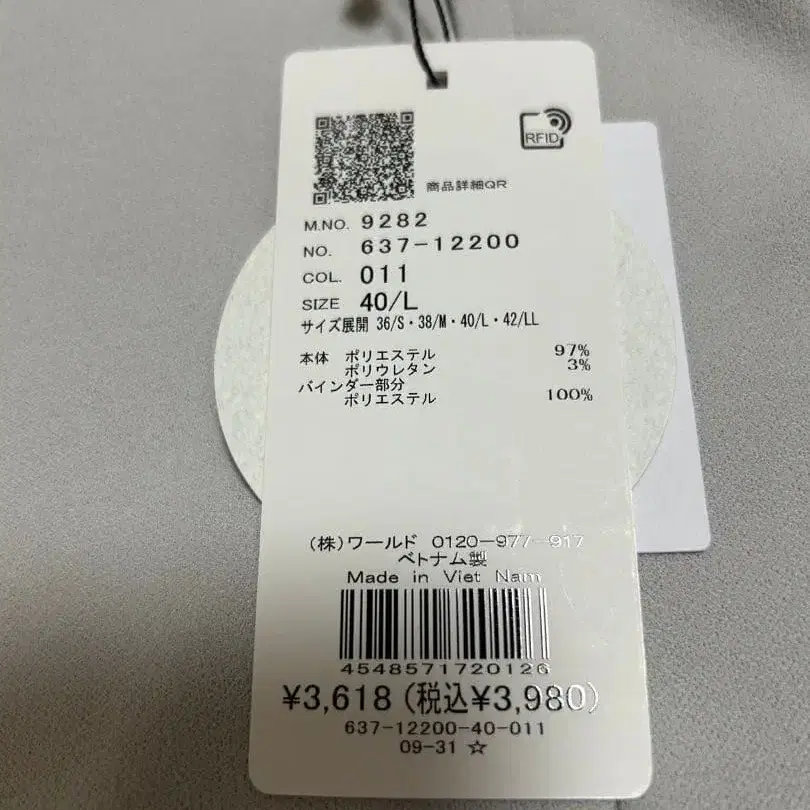 RFID
商品詳細QR
M.NO. 9282
NO. 637-12200
COL. 011
SIZE 40/L
サイズ展開 36/S・38/M・40/L・42/LL
本体 ポリエステル 97%
ポリウレタン 3%
バインダー部分
ポリエステル 100%
(株)ワールド 0120-977-917
ベトナム製
Made in Viet Nam
4548571720126
¥3,618(税込¥3,980)
637-12200-40-011
09-31 ☆